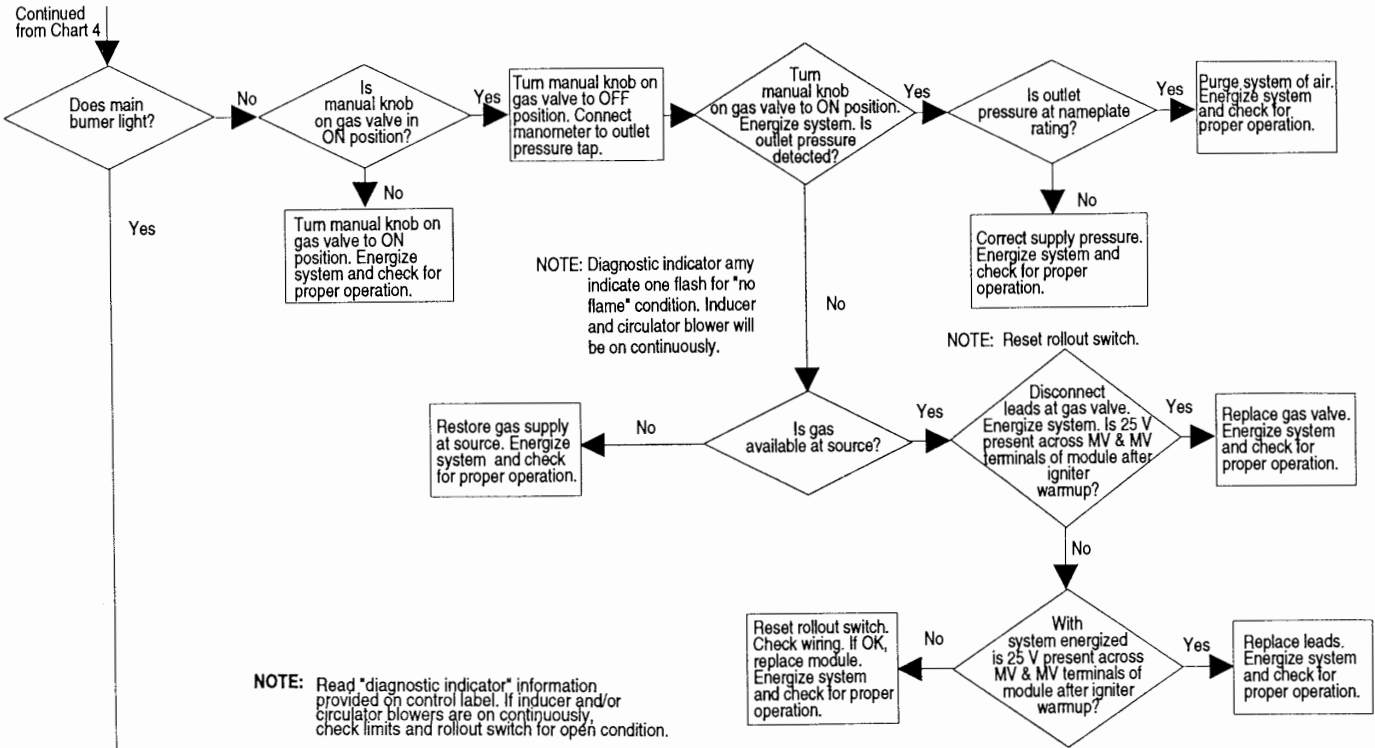 Continued
from Chart 4
Does main
burner light?
No
Is
manual knob
on gas valve in
ON position?
Yes
Turn manual knob on
gas valve to OFF
position. Connect
manometer to outlet
pressure tap.
Turn
manual knob
on gas valve to ON position.
Energize system. Is
outlet pressure
detected?
Yes
Is outlet
pressure at nameplate
rating?
Yes
Purge system of air.
Energize system
and check for
proper operation.
No
Turn manual knob on
gas valve to ON
position. Energize
system and check for
proper operation.
Yes
No
Correct supply pressure.
Energize system and
check for proper
operation.
NOTE: Diagnostic indicator amy
indicate one flash for "no
flame" condition. Inducer
and circulator blower will
be on continuously.
No
NOTE: Reset rollout switch.
Restore gas supply
at source. Energize
system and check
for proper operation.
No
Is gas
available at source?
Yes
Disconnect
leads at gas valve.
Energize system. Is 25 V
present across MV & MV
terminals of module after
igniter
warmup?
Yes
Replace gas valve.
Energize system
and check for
proper operation.
No
Reset rollout switch.
Check wiring. If OK,
replace module.
Energize system
and check for proper
operation.
No
With
system energized
is 25 V present across
MV & MV terminals of
module after igniter
warmup?
Yes
Replace leads.
Energize system
and check for
proper operation.
NOTE: Read "diagnostic indicator" information
provided on control label. If inducer and/or
circulator blowers are on continuously,
check limits and rollout switch for open condition.